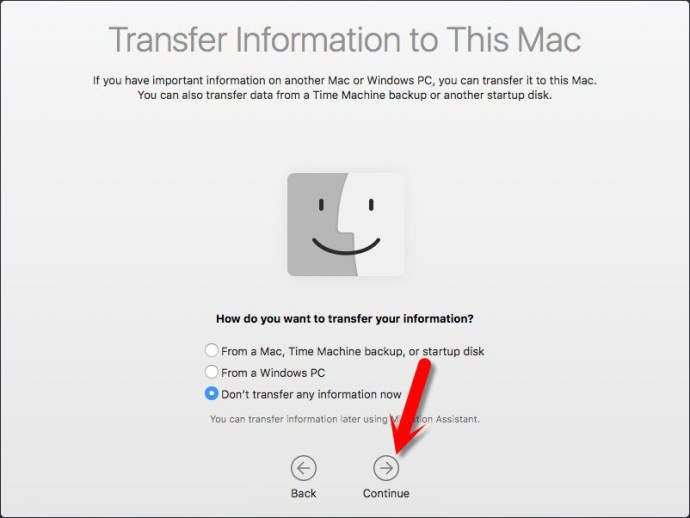 Transfer Information to This Mac
If you have important information on another Mac or Windows PC, you can transfer it to this Mac.
You can also transfer data from a Time Machine backup or another startup disk.
How do you want to transfer your information?
From a Mac, Time Machine backup, or startup disk
From a Windows PC
Don't transfer any information now
You can transfer information later using Migration Assistant.
Back
Continue